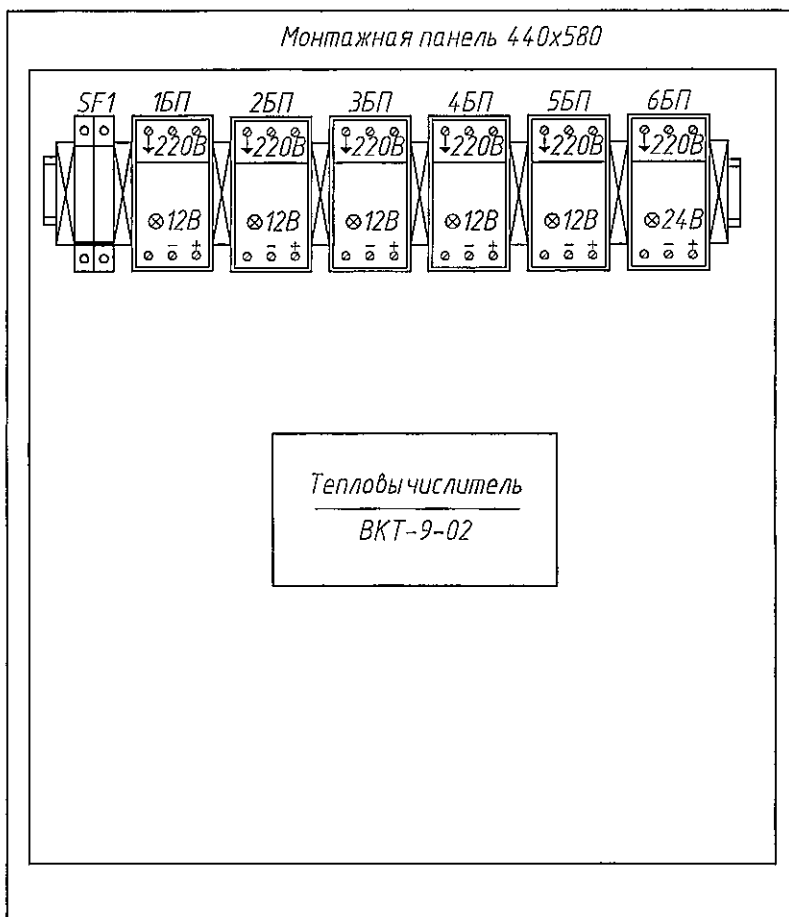 Монтажная панель 440х580
SF1 1БП 2БП 3БП 4БП 5БП 6БП
220В 220В 220В 220В 220В 220В
12В 12В 12В 12В 12В 24В
- + - + - + - + - + - +
Тепловычислитель
ВКТ-9-02